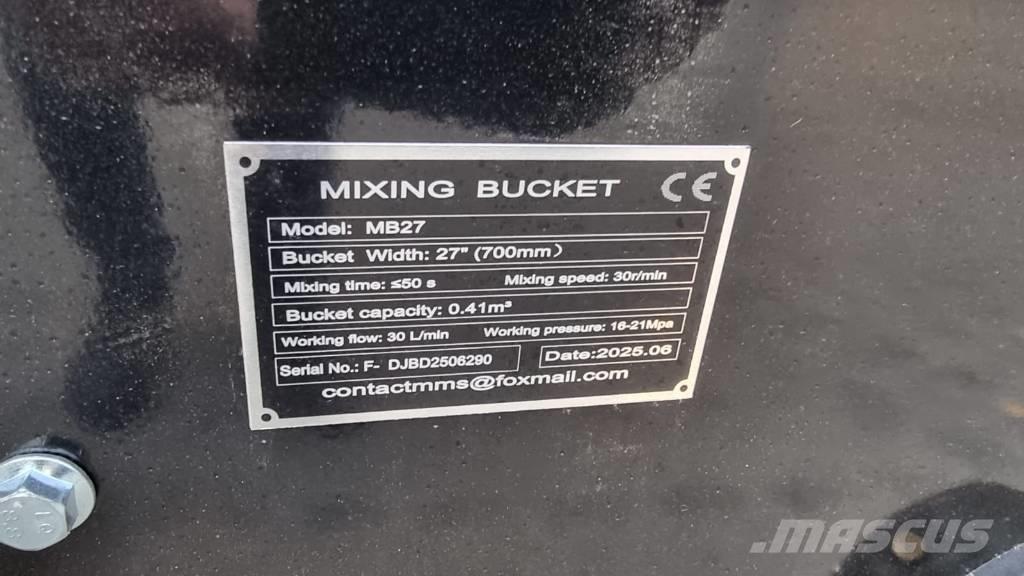 MIXING BUCKET CE
Model: MB27
Bucket Width: 27" (700mm）
Mixing time: ≤50 s Mixing speed: 30r/min
Bucket capacity: 0.41m³
Working flow: 30 L/min Working pressure: 16-21Mpa
Serial No.: F- DJBD2506290 Date:2025.06
contactmms@foxmail.com
MASCUS